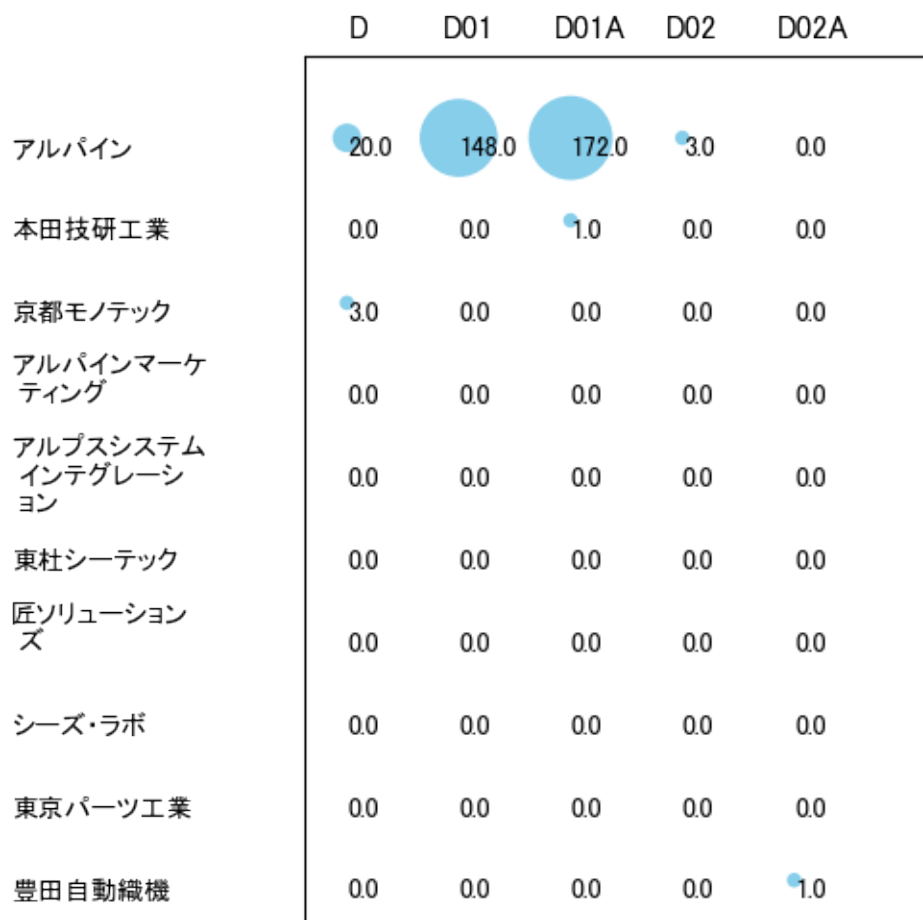 D D01 D01A D02 D02A
アルパイン 20.0 148.0 172.0 3.0 0.0
本田技研工業 0.0 0.0 1.0 0.0 0.0
京都モノテック 3.0 0.0 0.0 0.0 0.0
アルパインマーケ
ティング 0.0 0.0 0.0 0.0 0.0
アルプスシステム
インテグレーシ 0.0 0.0 0.0 0.0 0.0
ョン
東杜シーテック 0.0 0.0 0.0 0.0 0.0
匠ソリューション
ズ 0.0 0.0 0.0 0.0 0.0
シーズ・ラボ 0.0 0.0 0.0 0.0 0.0
東京パーツ工業 0.0 0.0 0.0 0.0 0.0
豊田自動織機 0.0 0.0 0.0 0.0 1.0